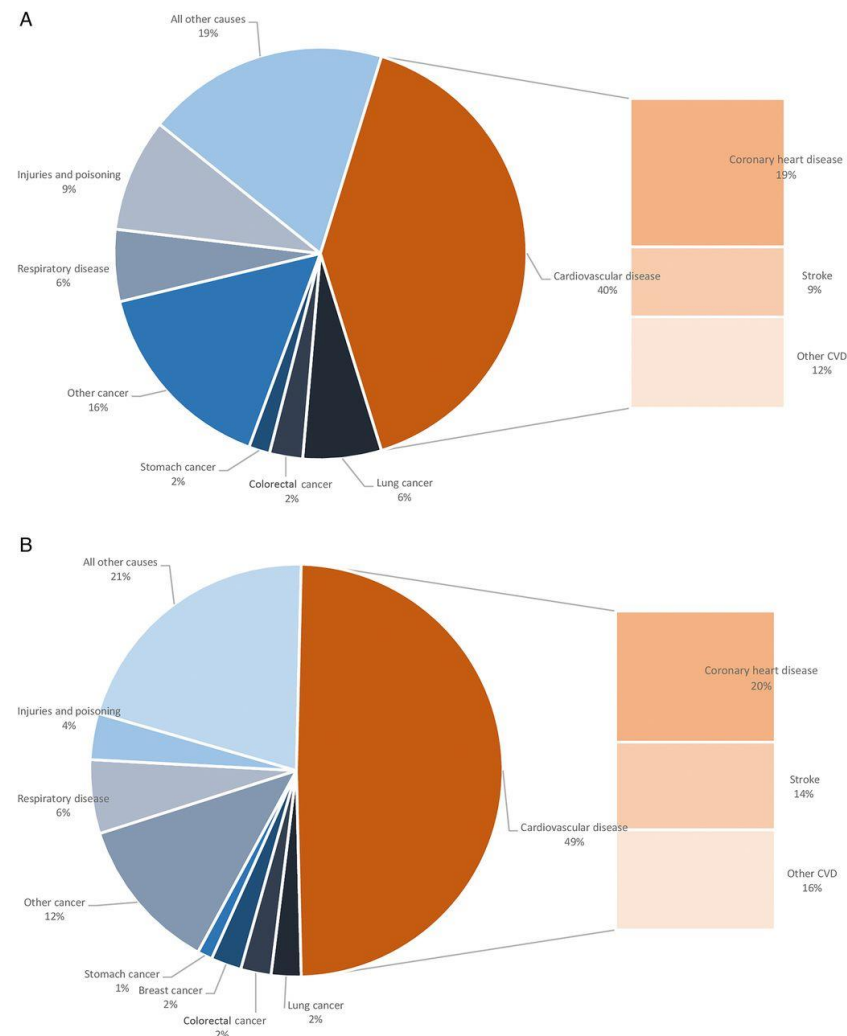 A
All other causes
19%
Coronary heart disease
19%
Injuries and poisoning
9%
Respiratory disease
6%
Cardiovascular disease
40%
Stroke
9%
Other CVD
12%
Other cancer
16%
Stomach cancer
2%
Colorectal cancer
2%
Lung cancer
6%
B
All other causes
21%
Coronary heart disease
20%
Injuries and poisoning
4%
Respiratory disease
6%
Stroke
14%
Cardiovascular disease
49%
Other CVD
16%
Other cancer
12%
Stomach cancer
1%
Breast cancer
2%
Colorectal cancer
2%
Lung cancer
2%